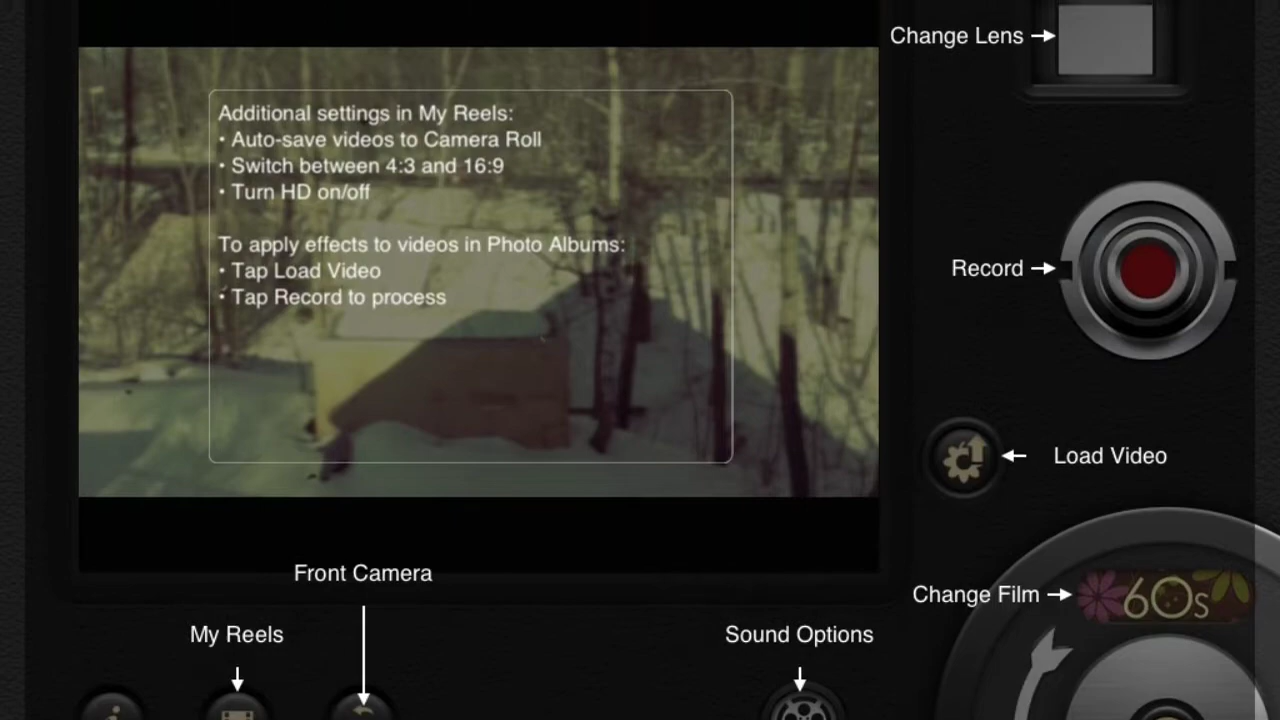 Change Lens
Additional settings in My Reels:
• Auto-save videos to Camera Roll
• Switch between 4:3 and 16:9
• Turn HD on/off
To apply effects to videos in Photo Albums:
• Tap Load Video
• Tap Record to process
Record
Load Video
Front Camera
Change Film
60s
My Reels
Sound Options